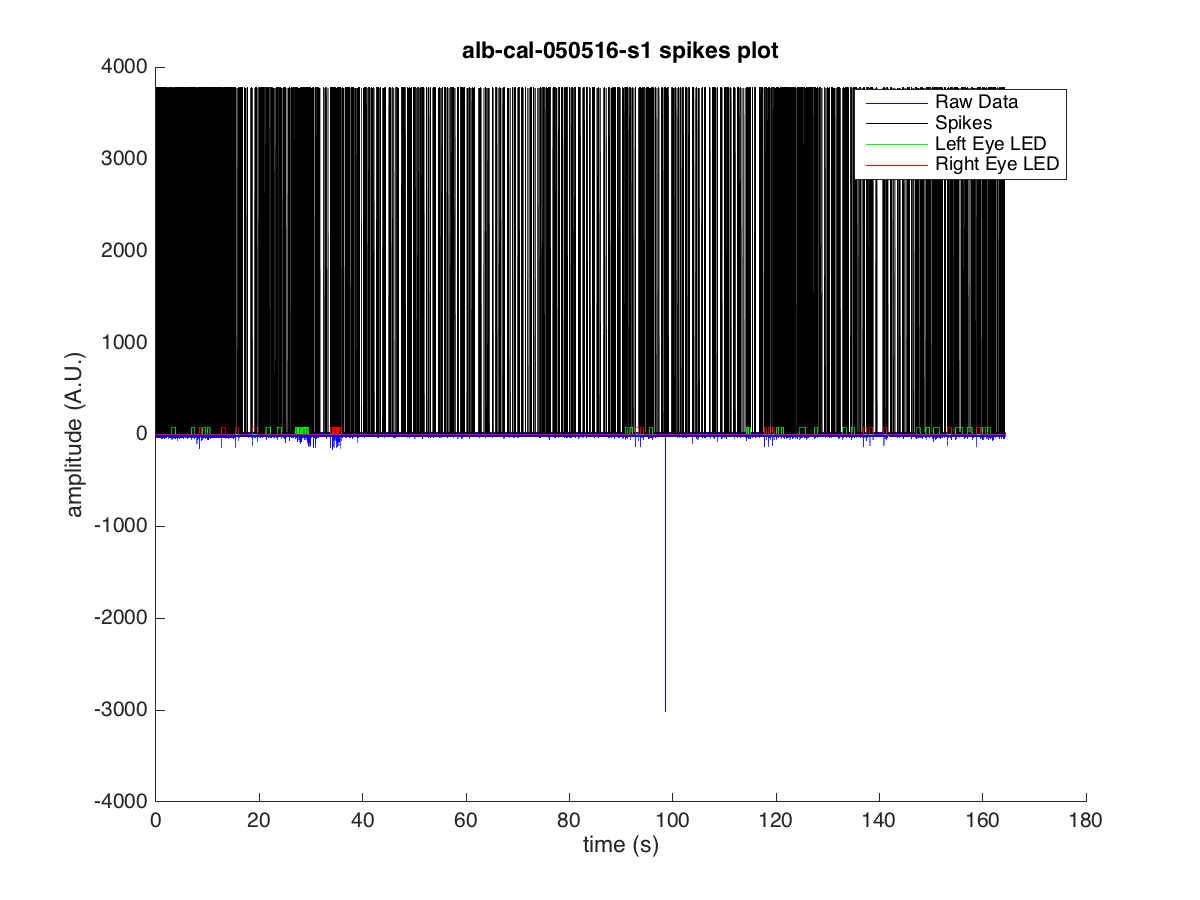 alb-cal-050516-s1 spikes plot
4000
3000
2000
1000
0
-1000
-2000
-3000
-4000
amplitude (A.U.)
Raw Data
Spikes
Left Eye LED
Right Eye LED
0 20 40 60 80 100 120 140 160 180
time (s)